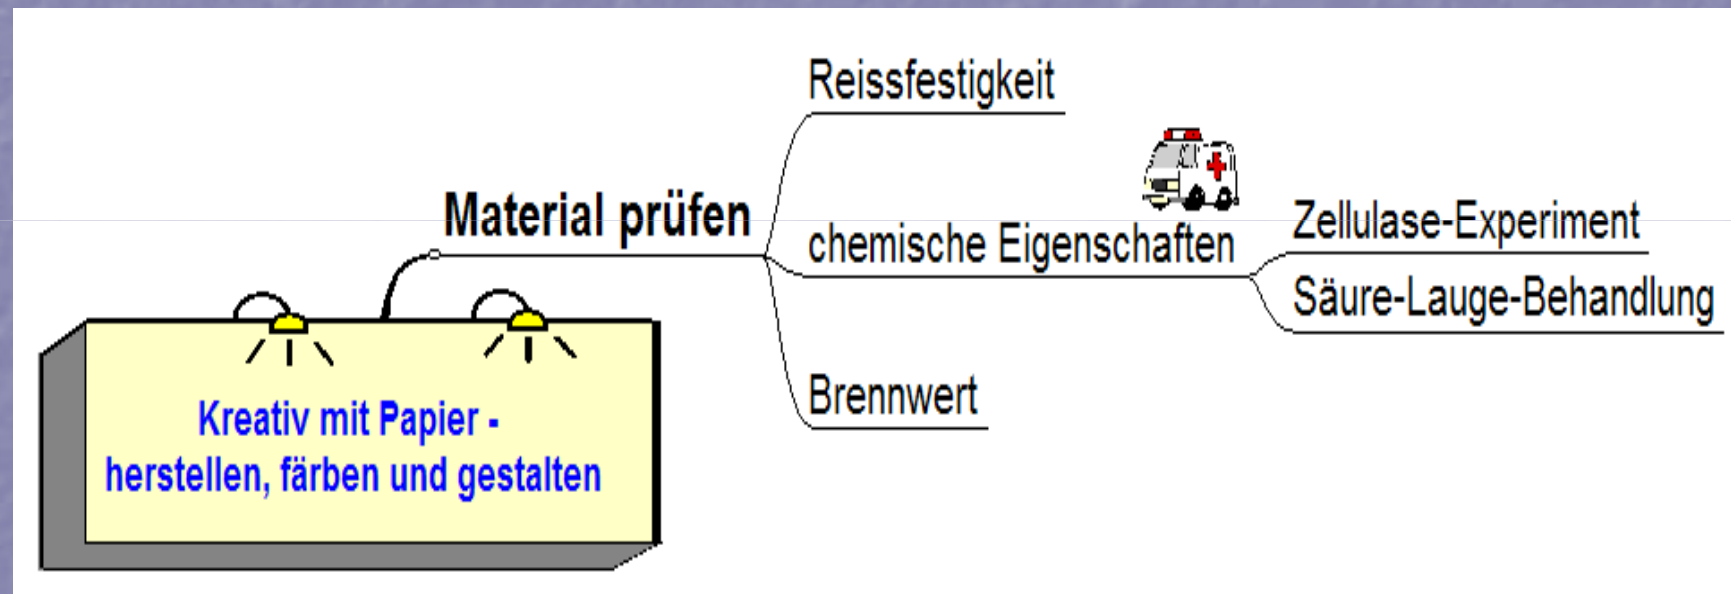 Reissfestigkeit
Material prüfen
chemische Eigenschaften
Zellulase-Experiment
Säure-Lauge-Behandlung
Brennwert
Kreativ mit Papier -
herstellen, färben und gestalten